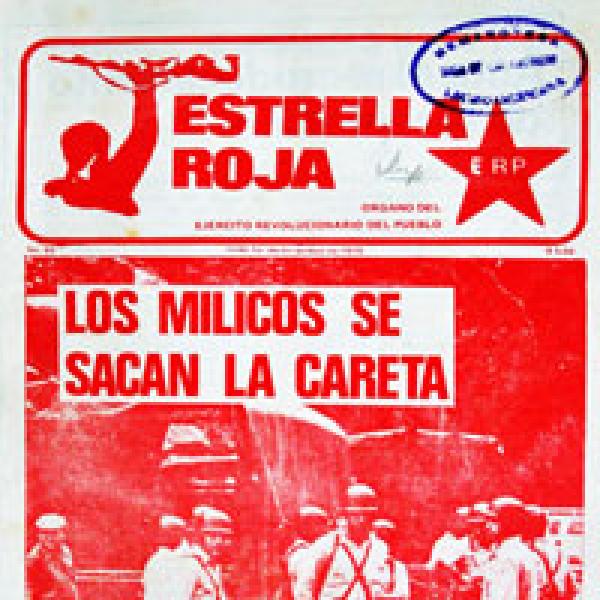 ESTRELLA
ROJA
ERP
ORGANO DEL
EJERCITO REVOLUCIONARIO DEL PUEBLO
LOS MILICOS SE
SACAN LA CARETA